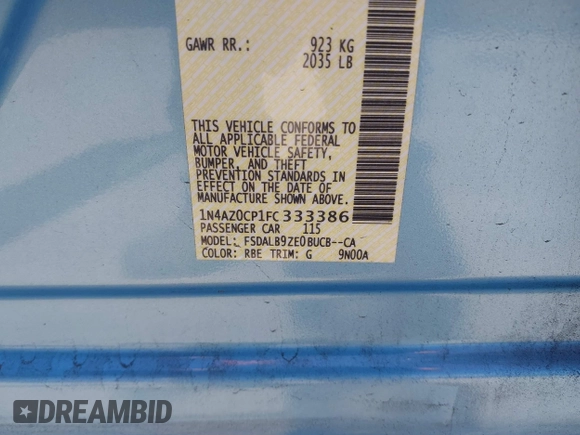 GAWR RR.: 923 KG
2035 LB
THIS VEHICLE CONFORMS TO
ALL APPLICABLE FEDERAL
MOTOR VEHICLE SAFETY,
BUMPER, AND THEFT
PREVENTION STANDARDS IN
EFFECT ON THE DATE OF
MANUFACTURE SHOWN ABOVE.
1N4AZ0CP1FC333386
PASSENGER CAR 115
MODEL: FSDALB9ZE0BUCB--CA
COLOR: RBE TRIM: G 9N00A
DREAMBID